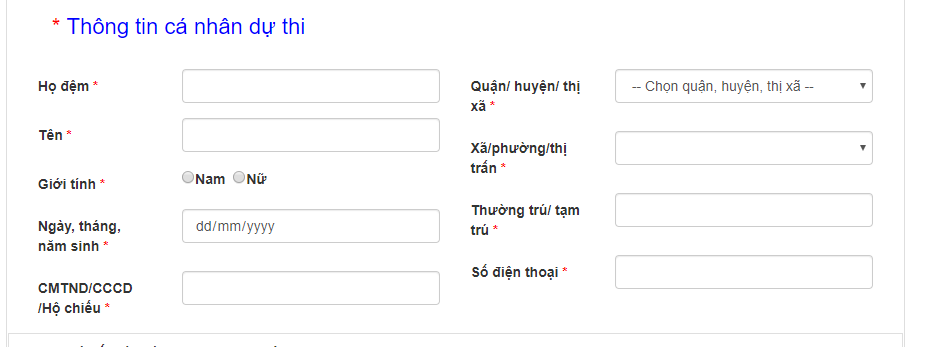 * Thông tin cá nhân dự thi
Họ đệm *
Tên *
Giới tính * Nam Nữ
Ngày, tháng,
năm sinh *
dd/mm/yyyy
CMTND/CCCD
/Hộ chiếu *
Quận/ huyện/ thị
xã *
-- Chọn quận, huyện, thị xã --
Xã/phường/thị
trấn *
Thường trú/ tạm
trú *
Số điện thoại *